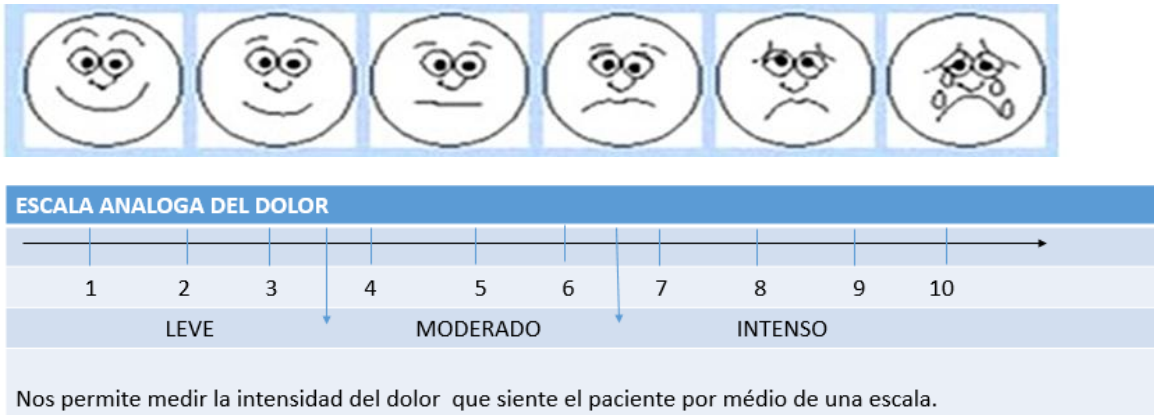 ESCALA ANALOGA DEL DOLOR
1 2 3 4 5 6 7 8 9 10
LEVE MODERADO INTENSO
Nos permite medir la intensidad del dolor que siente el paciente por médio de una escala.